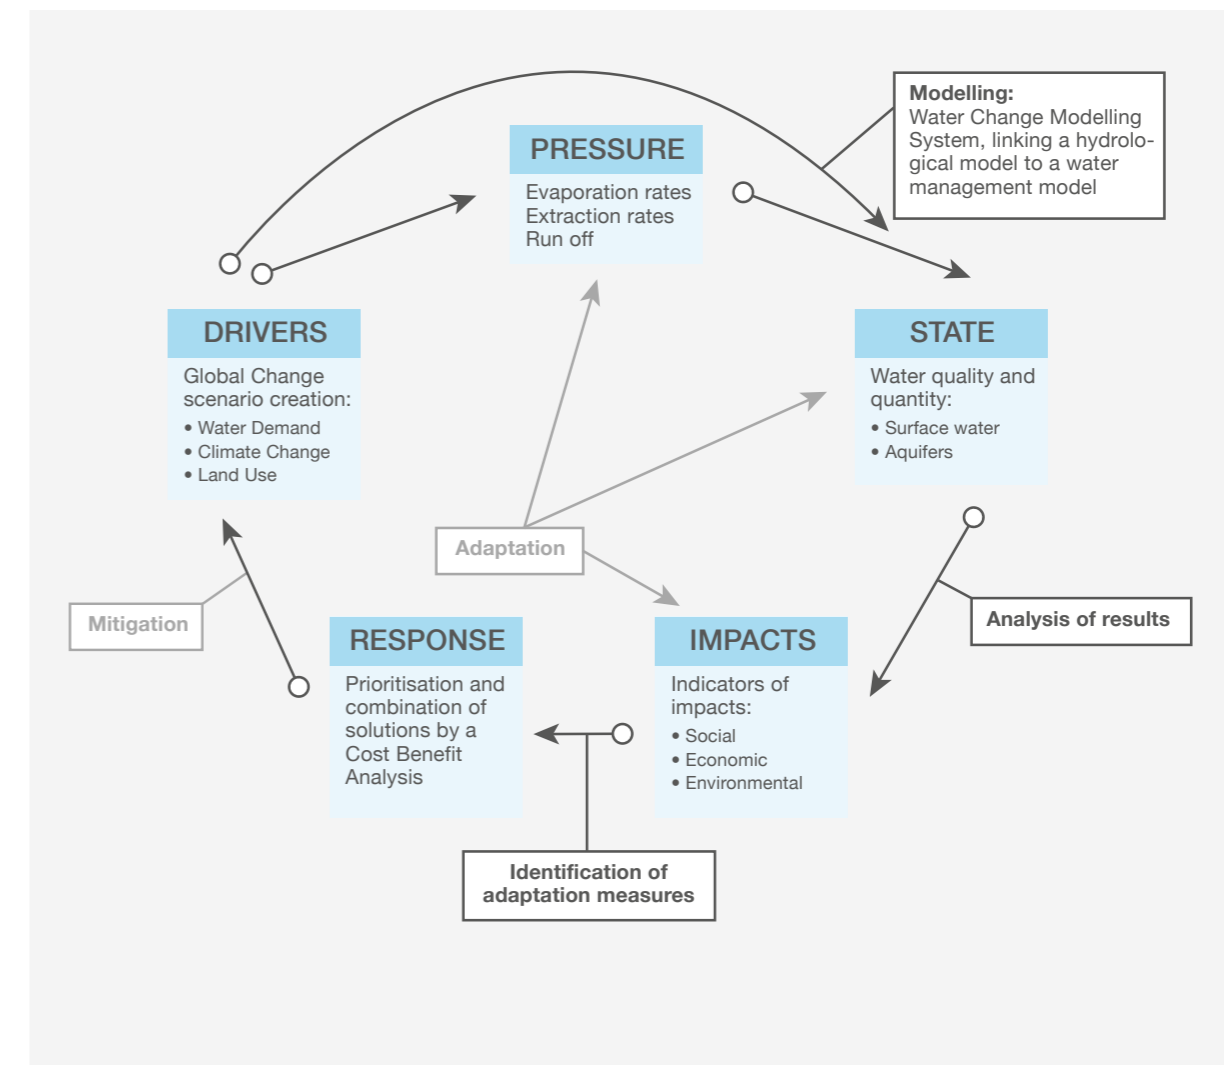 Modelling:
Water Change Modelling
System, linking a hydrolo-
gical model to a water
management model
PRESSURE
Evaporation rates
Extraction rates
Run off
DRIVERS
Global Change
scenario creation:
• Water Demand
• Climate Change
• Land Use
STATE
Water quality and
quantity:
• Surface water
• Aquifers
Adaptation
Mitigation
Analysis of results
RESPONSE
Prioritisation and
combination of
solutions by a
Cost Benefit
Analysis
IMPACTS
Indicators of
impacts:
• Social
• Economic
• Environmental
Identification of
adaptation measures